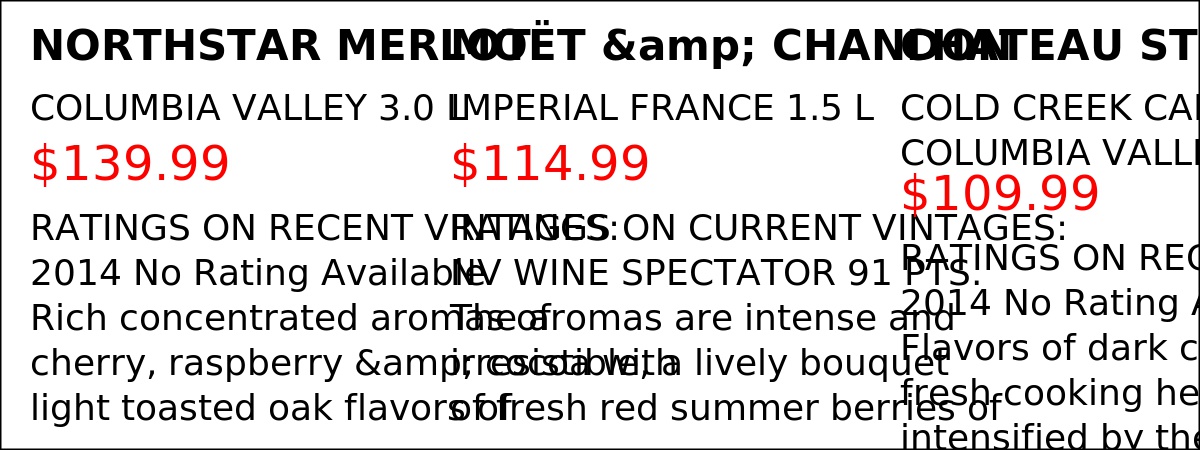 NORTHSTAR MERLOT
COLUMBIA VALLEY 3.0 L
$139.99
RATINGS ON RECENT VINTAGES:
2014 No Rating Available
Rich concentrated aromas of
cherry, raspberry &amp; cocoa with
light toasted oak flavors of
MOËT &amp; CHANDON
IMPERIAL FRANCE 1.5 L
$114.99
RATINGS ON CURRENT VINTAGES:
NV WINE SPECTATOR 91 PTS.
The aromas are intense and
irresistible, a lively bouquet
of fresh red summer berries of
CHATEAU ST
COLD CREEK CA
COLUMBIA VALL
$109.99
RATINGS ON REC
2014 No Rating A
Flavors of dark c
fresh cooking he
intensified by the